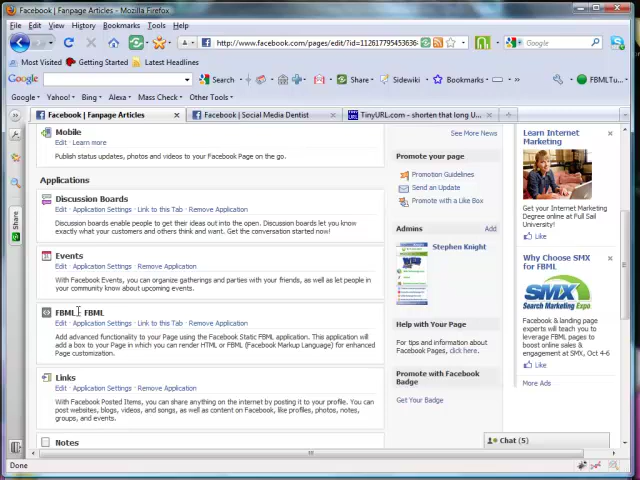 Facebook | Fanpage Articles - Mozilla Firefox
File Edit View History Bookmarks Tools Help
http://www.facebook.com/pages/edit/?id=112617795453636
Google
Most Visited Getting Started Latest Headlines
Google Search Share Sidewiki Bookmarks FBMLTu...
Google Yahoo! Bing Alexa Mass Check Other Tools
Facebook | Fanpage Articles
Facebook | Social Media Dentist
TinyURL.com - shorten that long U...
Share
Mobile
Edit · Learn more
Publish status updates, photos and videos to your Facebook Page on the go.
Applications
Discussion Boards
Edit · Application Settings · Link to this Tab · Remove Application
Discussion boards enable people to get their ideas out into the open. Discussion boards let you
know exactly what your customers and others think and want. Get the conversation started now!
Events
Edit · Application Settings · Remove Application
With Facebook Events, you can organize gatherings and parties with your friends, as well as let people in
your community know about upcoming events.
FBML FBML
Edit · Application Settings · Link to this Tab · Remove Application
Add advanced functionality to your Page using the Facebook Static FBML application. This application will
add a box to your Page in which you can render HTML or FBML (Facebook Markup Language) for enhanced
Page customization.
Links
Edit · Application Settings · Remove Application
With Facebook Posted Items, you can share anything on the internet by posting it to your profile. You can
post websites, blogs, videos, and songs, as well as content on Facebook, like profiles, photos, notes,
groups, and events.
Notes
See More News
Promote your page
Promotion Guidelines
Send an Update
Promote with a Like Box
Admins Add
Stephen Knight
Help with Your Page
For tips and information about
Facebook Pages, click here.
Promote with Facebook
Badge
Get Your Badge
Learn Internet
Marketing
Get your Internet Marketing
Degree online at Full Sail
University!
Like
Why Choose SMX
for FBML
SMX
Search Marketing Expo
Facebook & landing page
experts will teach you to
leverage FBML pages to
boost online sales &
engagement at SMX, Oct 4-6
Like
More Ads
Chat (5)
Done